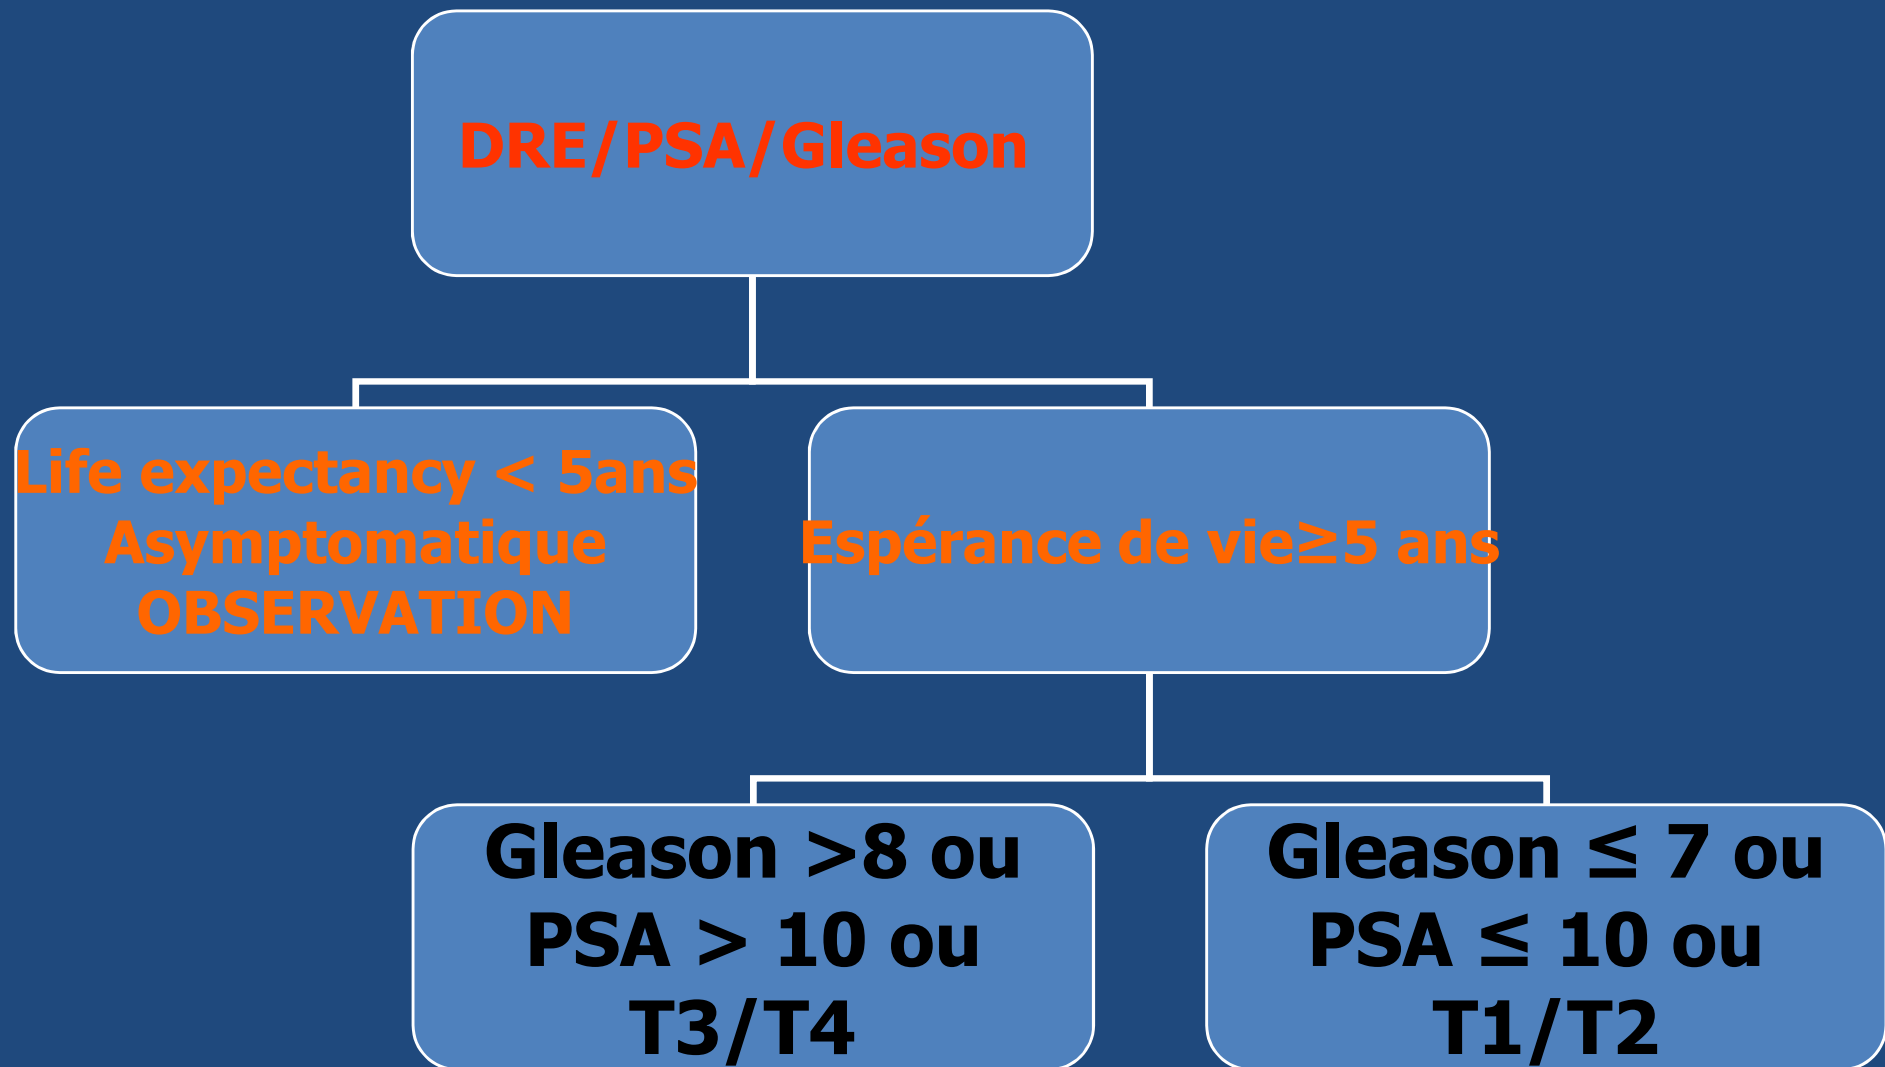 DRE/PSA/Gleason
Life expectancy < 5ans
Asymptomatique
OBSERVATION
Espérance de vie≥5 ans
Gleason >8 ou
PSA > 10 ou
T3/T4
Gleason ≤ 7 ou
PSA ≤ 10 ou
T1/T2